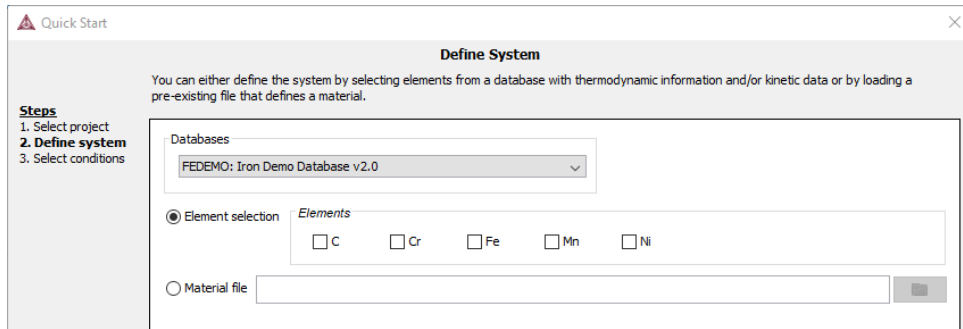 Quick Start
Define System
You can either define the system by selecting elements from a database with thermodynamic information and/or kinetic data or by loading a
pre-existing file that defines a material.
Steps
1. Select project
2. Define system
3. Select conditions
Databases
FEDEMO: Iron Demo Database v2.0
Element selection
Elements
C Cr Fe Mn Ni
Material file